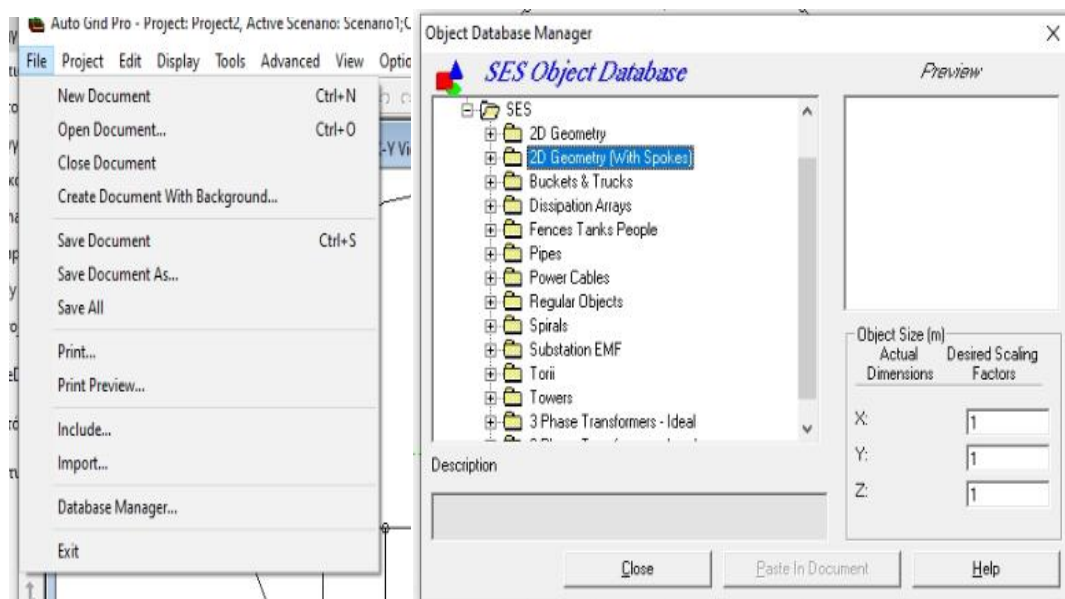 Auto Grid Pro - Project: Project2, Active Scenario: Scenario1;C
File Project Edit Display Tools Advanced View Optio
New Document Ctrl+N
Open Document... Ctrl+O
Close Document
Create Document With Background...
Save Document Ctrl+S
Save Document As...
Save All
Print...
Print Preview...
Include...
Import...
Database Manager...
Exit
-Y Vi
Object Database Manager
SES Object Database
SES
2D Geometry
2D Geometry (With Spokes)
Buckets & Trucks
Dissipation Arrays
Fences Tanks People
Pipes
Power Cables
Regular Objects
Spirals
Substation EMF
Torii
Towers
3 Phase Transformers - Ideal
Description
Preview
Object Size (m)
Actual Desired Scaling
Dimensions Factors
X: 1
Y: 1
Z: 1
Close Paste In Document Help